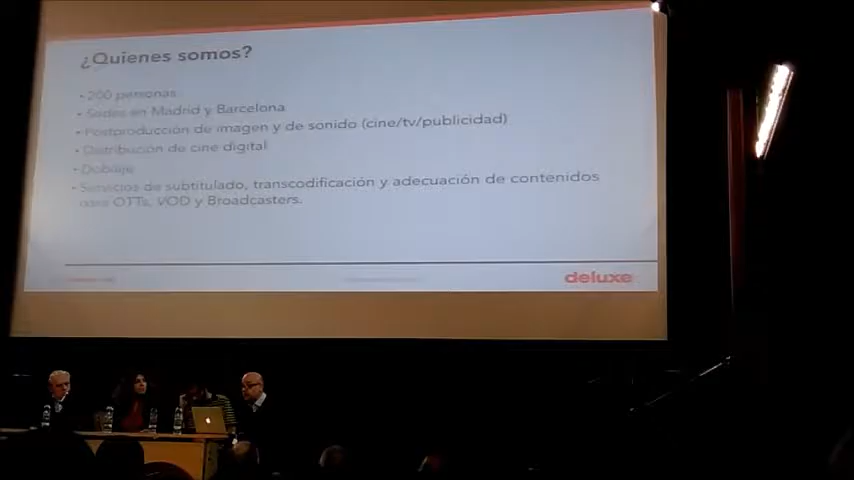 ¿Quienes somos?
• 200 personas
• Sedes en Madrid y Barcelona
• Postproducción de imagen y de sonido (cine/tv/publicidad)
• Distribución de cine digital
• Doblaje
• Servicios de subtitulado, transcodificación y adecuación de contenidos
para OTTs, VOD y Broadcasters.
deluxe